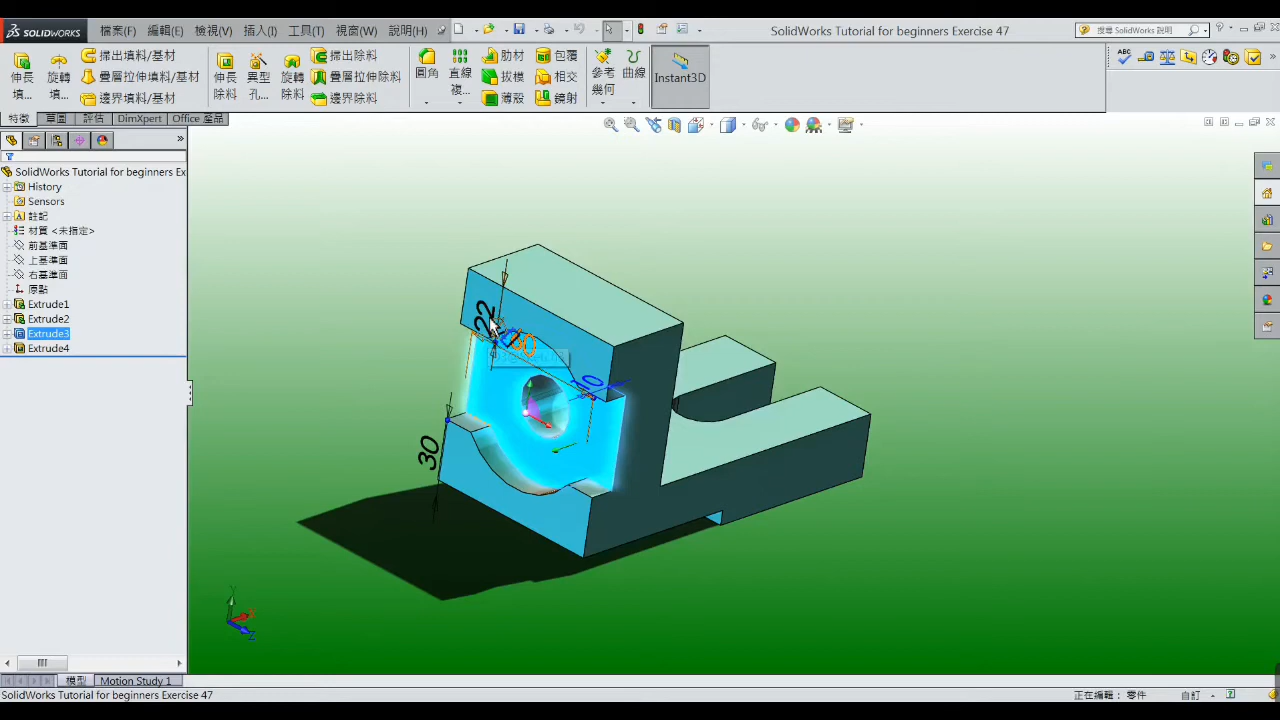 SOLIDWORKS
檔案(F) 編輯(E) 檢視(V) 插入(I) 工具(T) 視窗(W) 說明(H)
SolidWorks Tutorial for beginners Exercise 47
搜尋 SolidWorks 說明
伸長填...
旋轉填...
掃出填料/基材
疊層拉伸填料/基材
邊界填料/基材
伸長除料
異型孔...
旋轉除料
掃出除料
疊層拉伸除料
邊界除料
圓角
直線複...
肋材
拔模
薄殼
包覆
相交
鏡射
參考幾何
曲線
Instant3D
特徵 草圖 評估 DimXpert Office 產品
SolidWorks Tutorial for beginners Ex
History
Sensors
註記
材質 <未指定>
前基準面
上基準面
右基準面
原點
Extrude1
Extrude2
Extrude3
Extrude4
22
10
30
Y
X
Z
模型 Motion Study 1
SolidWorks Tutorial for beginners Exercise 47
正在編輯： 零件
自訂